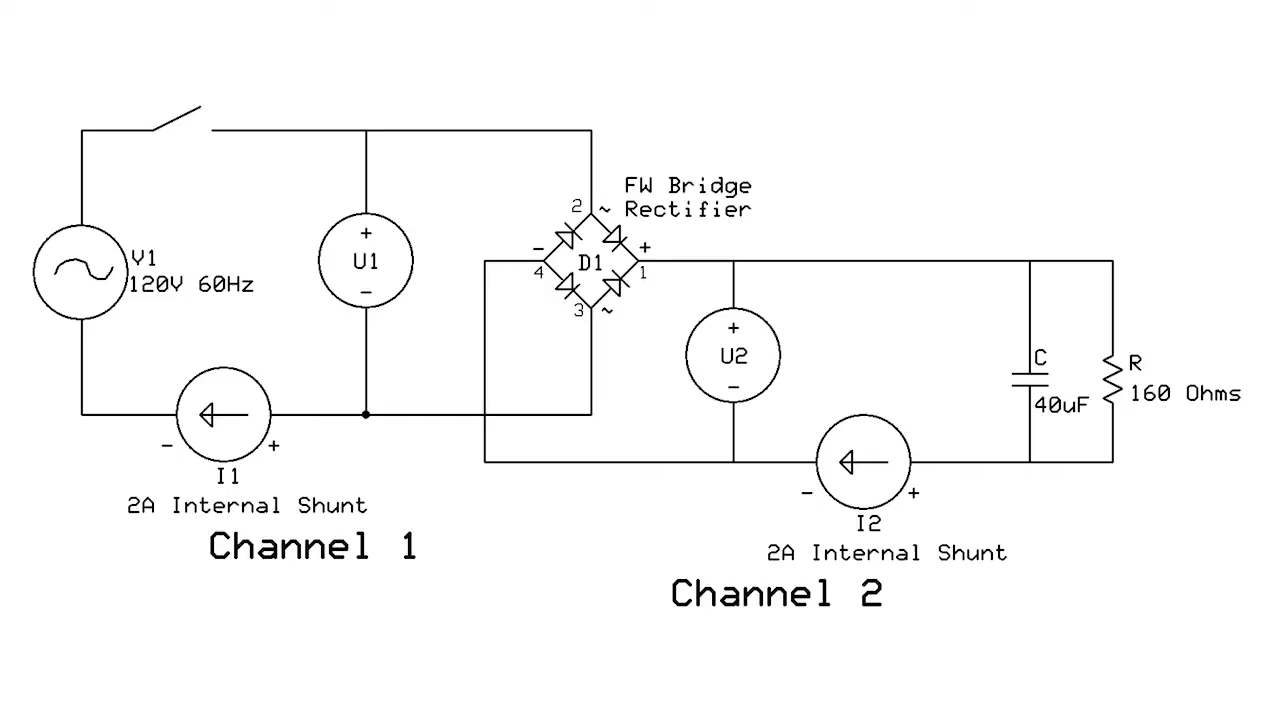 FW Bridge
Rectifier
2 ~
+
U1
-
V1
120V 60Hz
- +
4 D1 1
3 ~
+
U2
-
C
40uF
R
160 Ohms
- +
I1
2A Internal Shunt
Channel 1
- +
I2
2A Internal Shunt
Channel 2